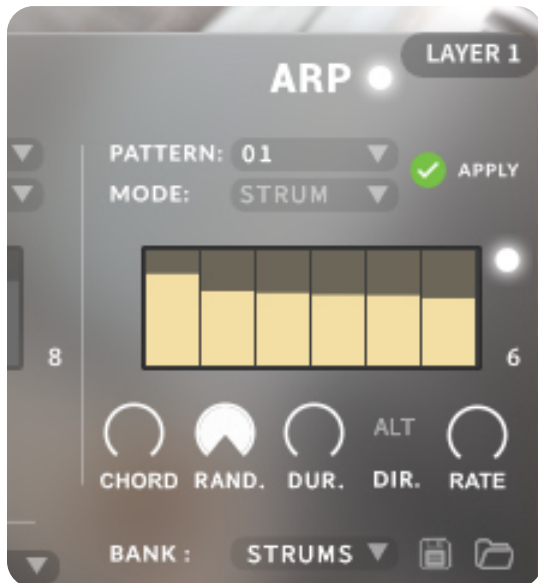 LAYER 1
ARP
PATTERN: 01
APPLY
MODE: STRUM
8
6
ALT
CHORD RAND. DUR. DIR. RATE
BANK: STRUMS